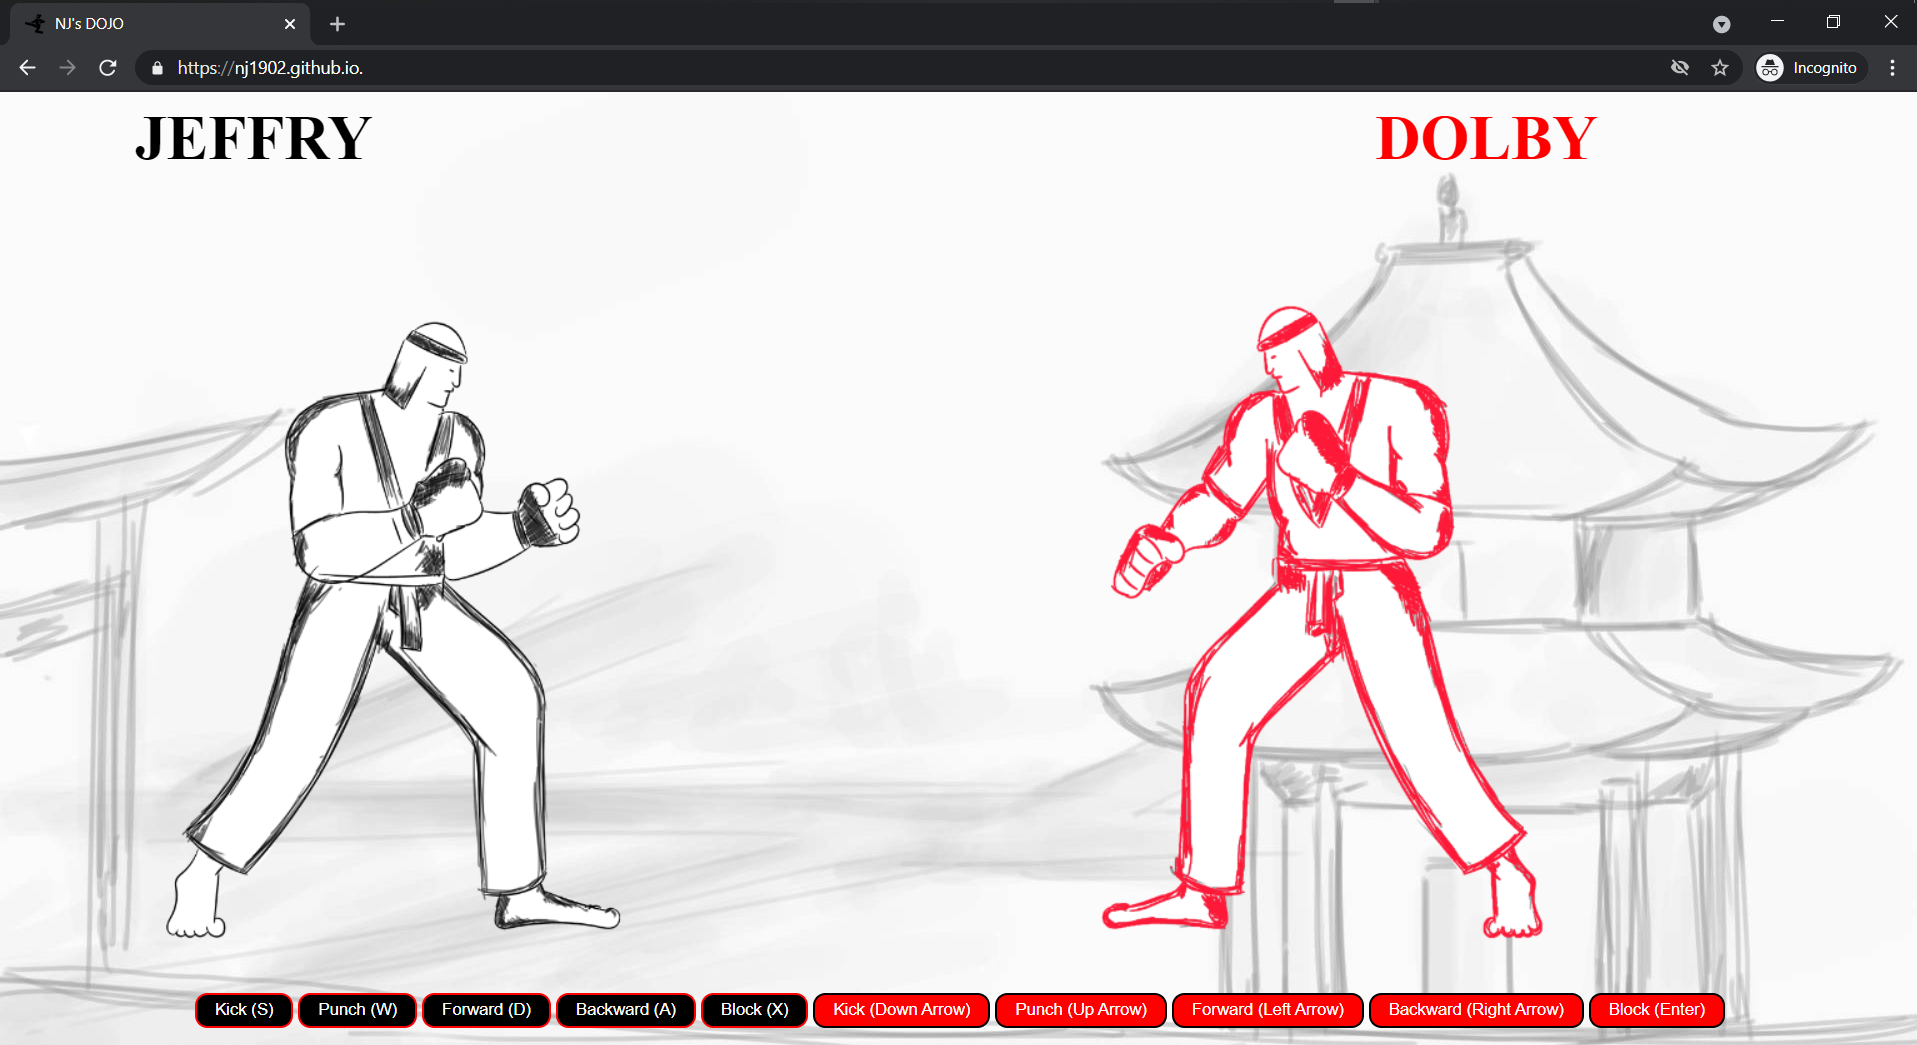 NJ's DOJO
https://nj1902.github.io.
Incognito
JEFFRY
DOLBY
Kick (S) Punch (W) Forward (D) Backward (A) Block (X) Kick (Down Arrow) Punch (Up Arrow) Forward (Left Arrow) Backward (Right Arrow) Block (Enter)